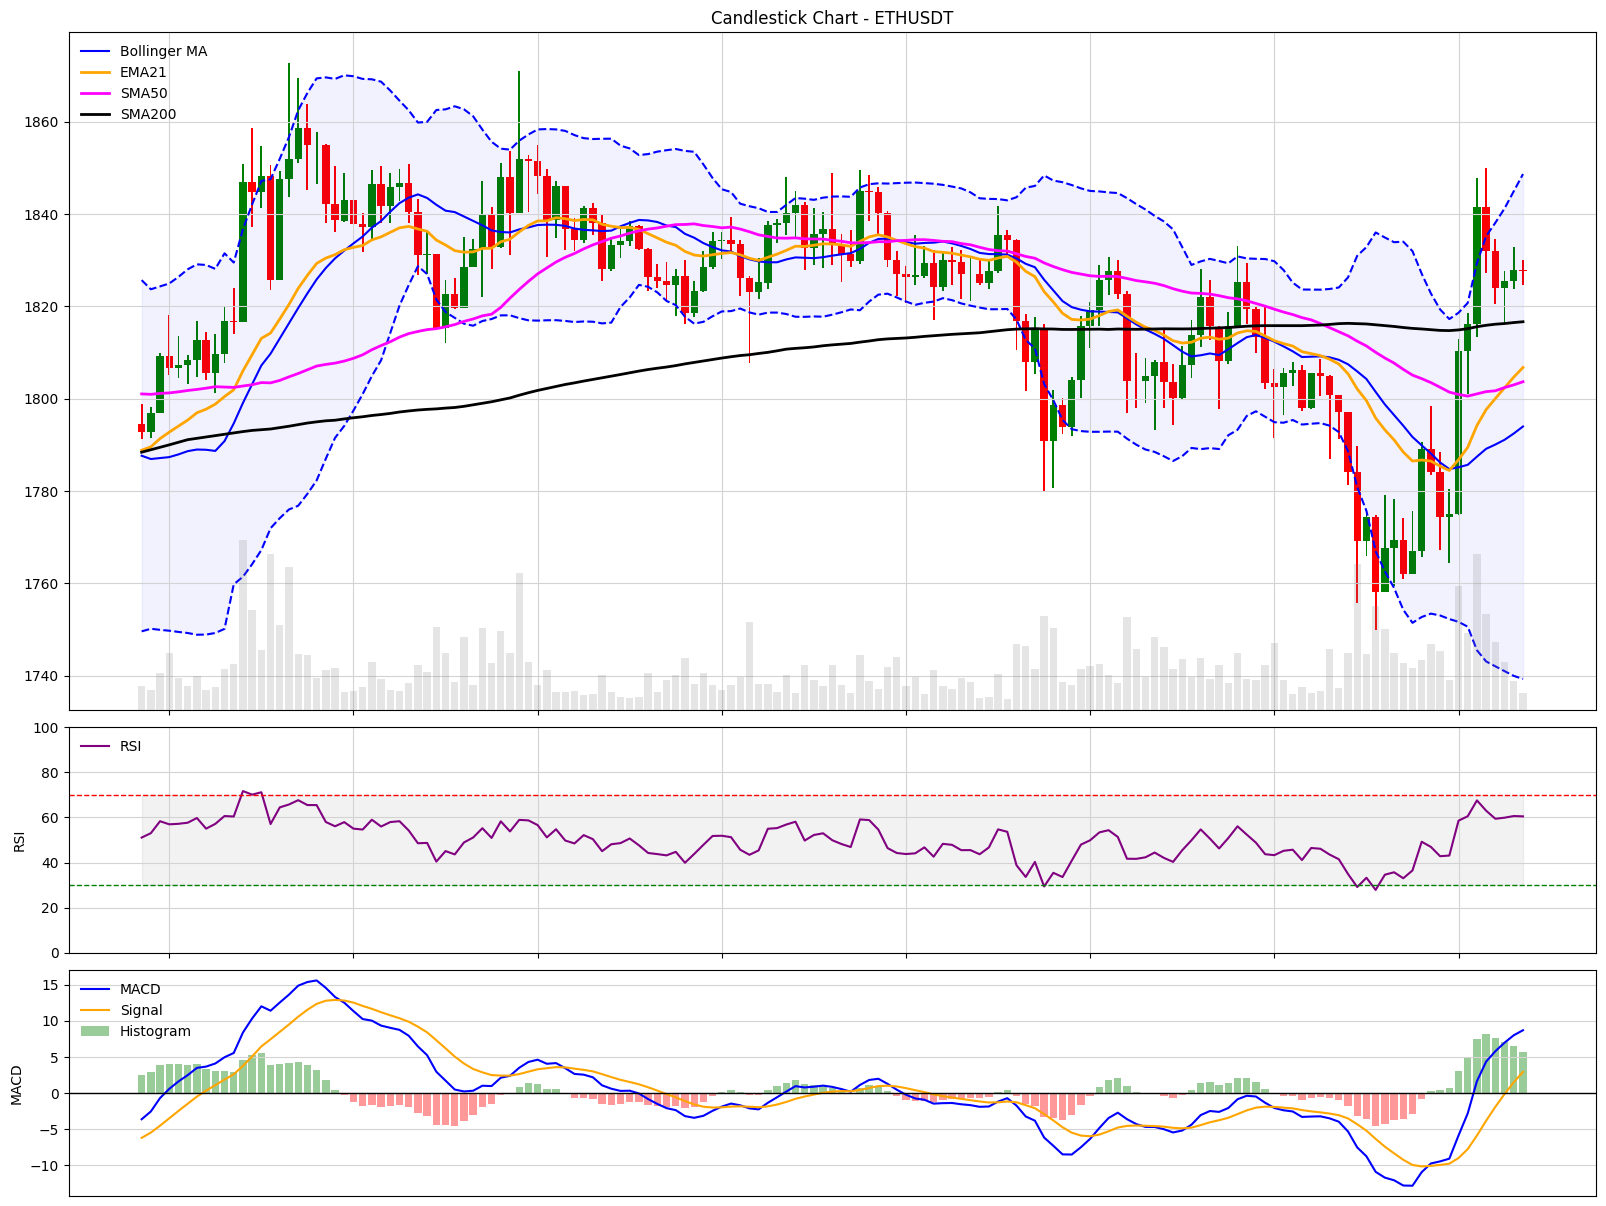 Candlestick Chart - ETHUSDT
Bollinger MA
EMA21
SMA50
SMA200
1860
1840
1820
1800
1780
1760
1740
RSI
100
80
60
40
20
0
RSI
MACD
Signal
Histogram
15
10
5
0
−5
−10
MACD